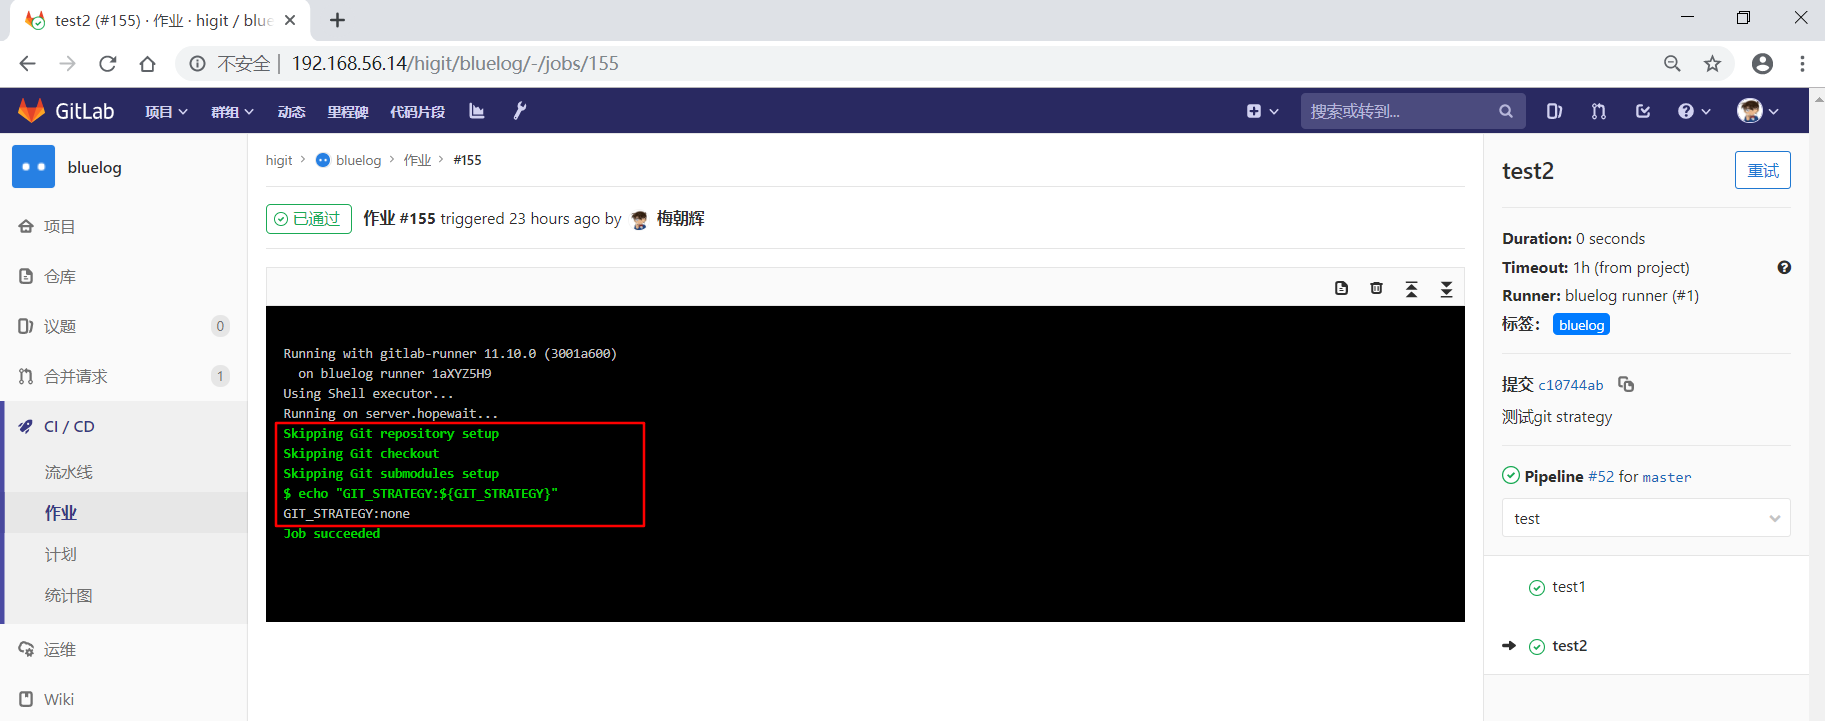 test2 (#155) · 作业 · higit / blue
不安全 | 192.168.56.14/higit/bluelog/-/jobs/155
GitLab 项目 群组 动态 里程碑 代码片段 搜索或转到...
bluelog
项目
仓库
议题 0
合并请求 1
CI / CD
流水线
作业
计划
统计图
运维
Wiki
higit › bluelog › 作业 › #155
已通过 作业 #155 triggered 23 hours ago by 梅朝辉
Running with gitlab-runner 11.10.0 (3001a600)
on bluelog runner 1aXYZ5H9
Using Shell executor...
Running on server.hopewait...
Skipping Git repository setup
Skipping Git checkout
Skipping Git submodules setup
$ echo "GIT_STRATEGY:${GIT_STRATEGY}"
GIT_STRATEGY:none
Job succeeded
test2 重试
Duration: 0 seconds
Timeout: 1h (from project)
Runner: bluelog runner (#1)
标签: bluelog
提交 c10744ab
测试git strategy
Pipeline #52 for master
test
test1
test2